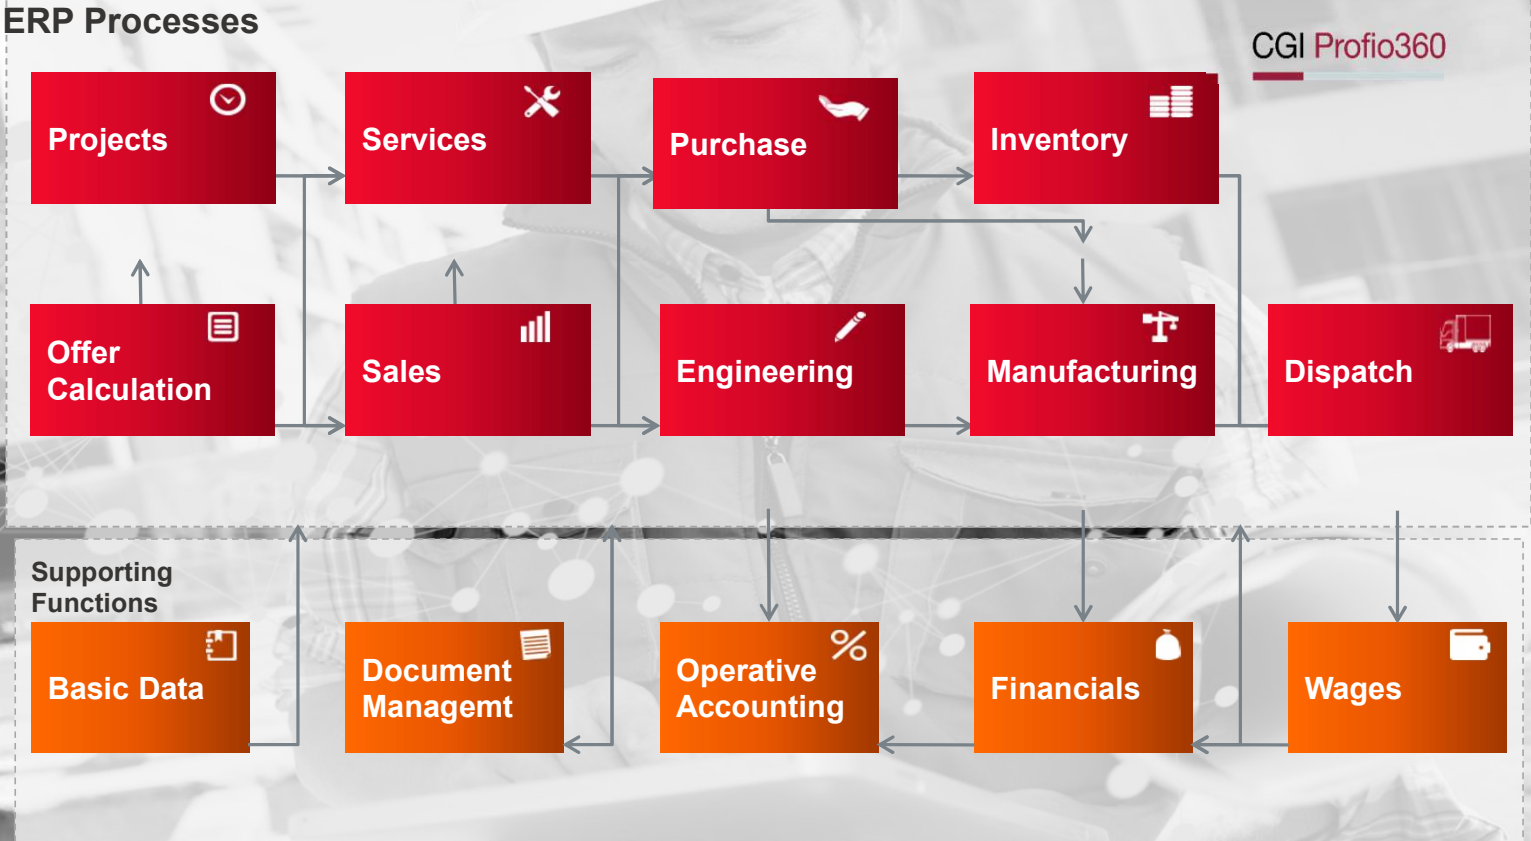 ERP Processes
CGI Profio360
Projects
Services
Purchase
Inventory
Offer
Calculation
Sales
Engineering
Manufacturing
Dispatch
Supporting
Functions
Basic Data
Document
Managemt
Operative
Accounting
Financials
Wages